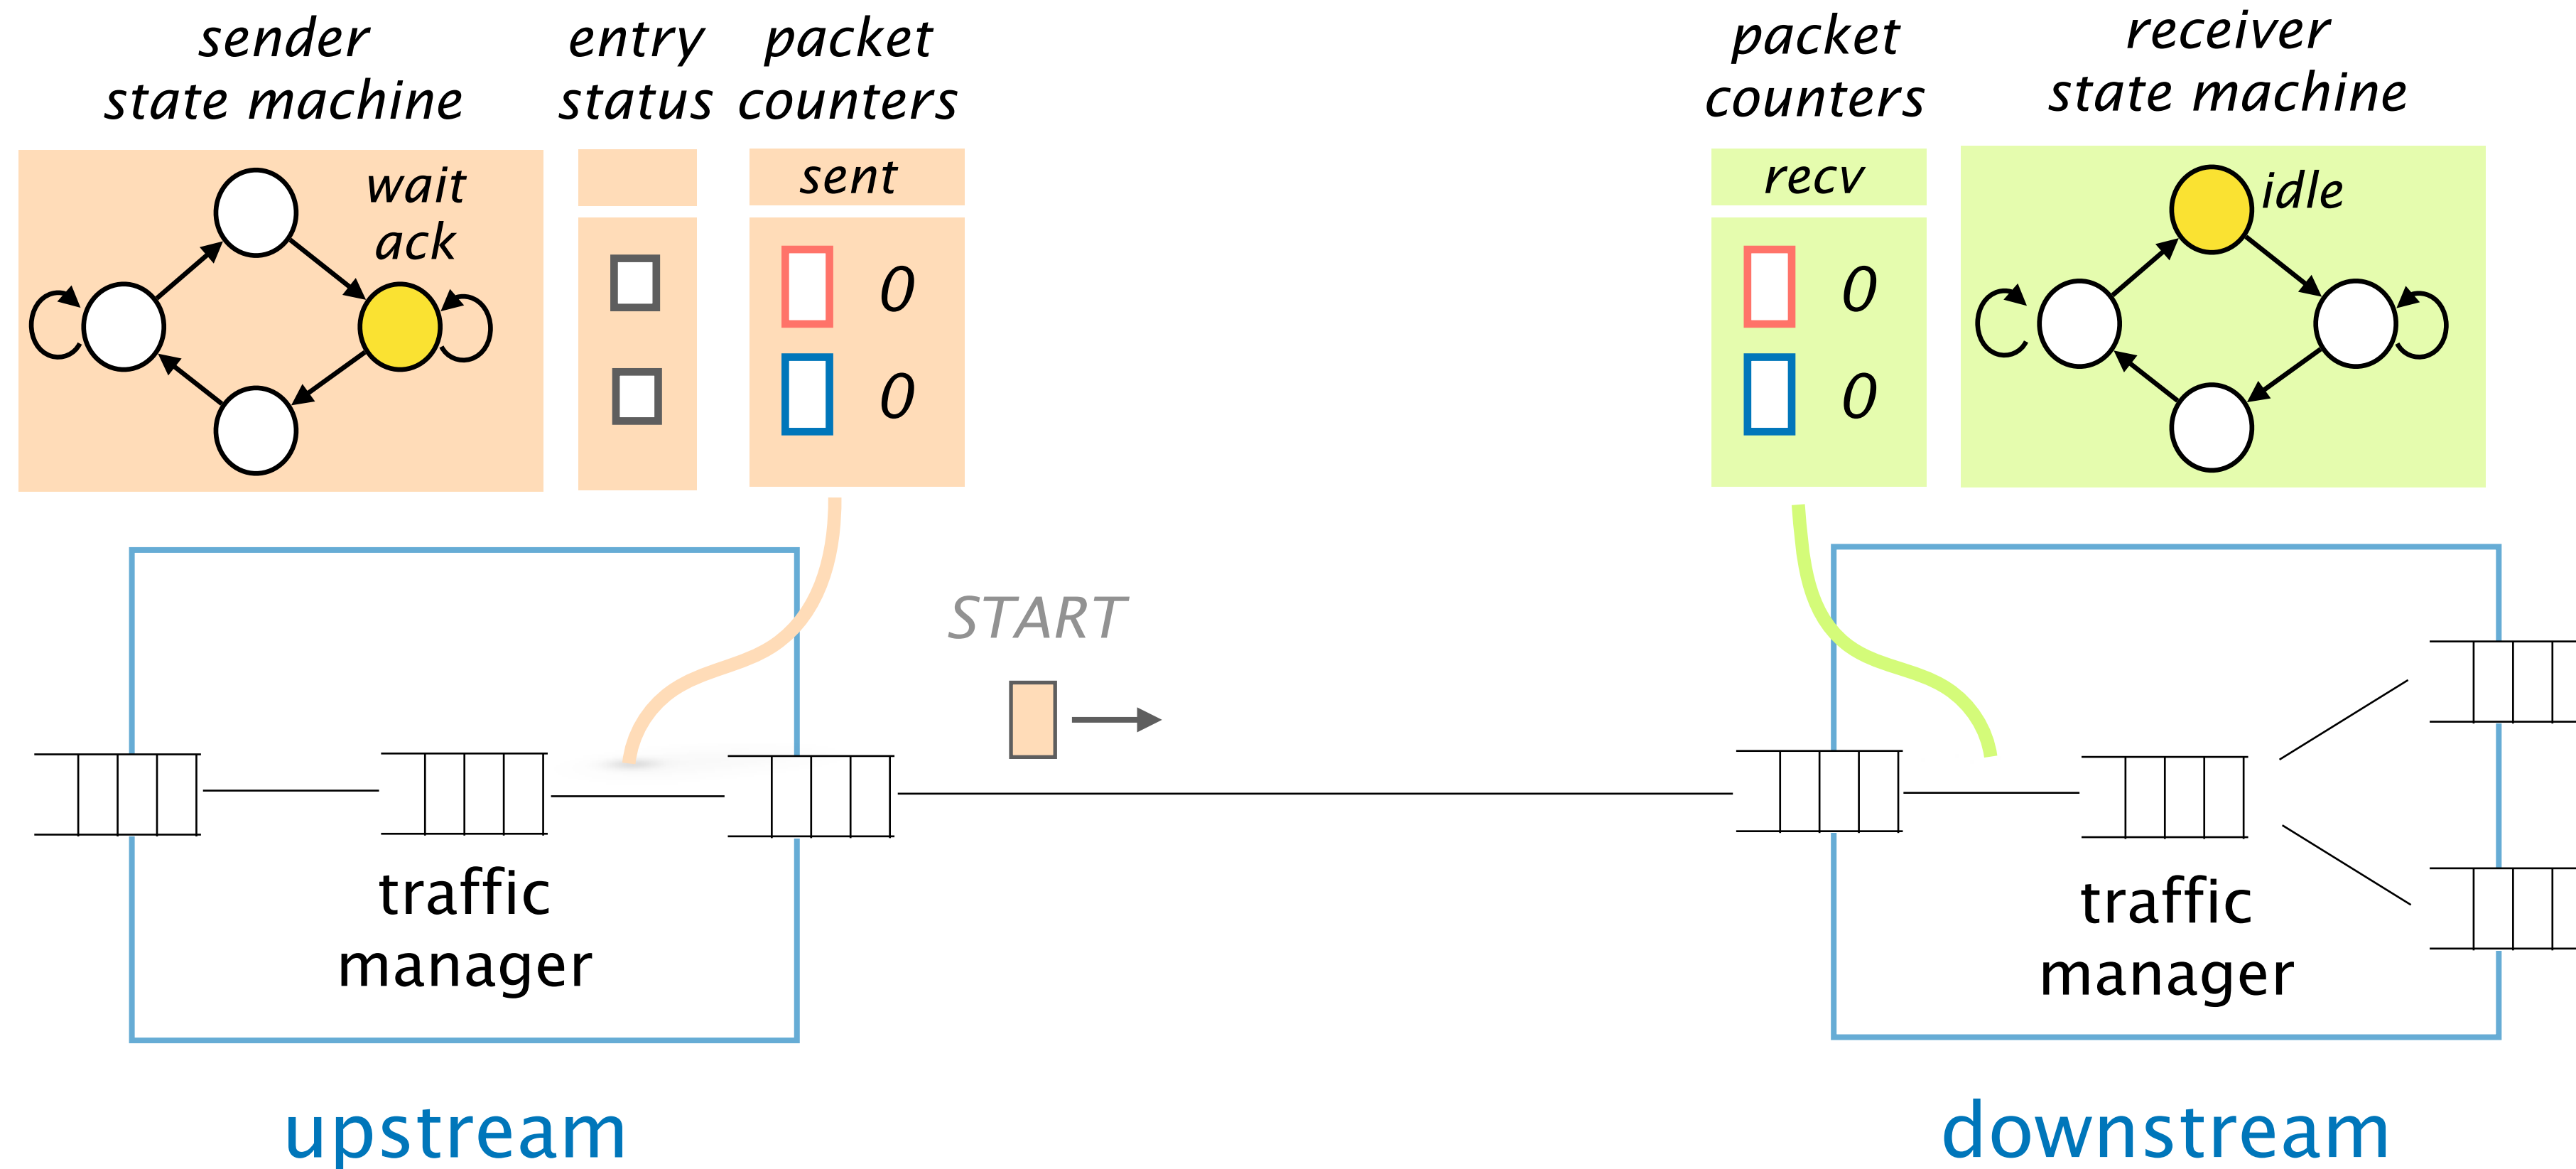 sender
state machine
entry
status
packet
counters
packet
counters
receiver
state machine
wait
ack
sent
0
0
recv
0
0
idle
START
traffic
manager
traffic
manager
upstream
downstream